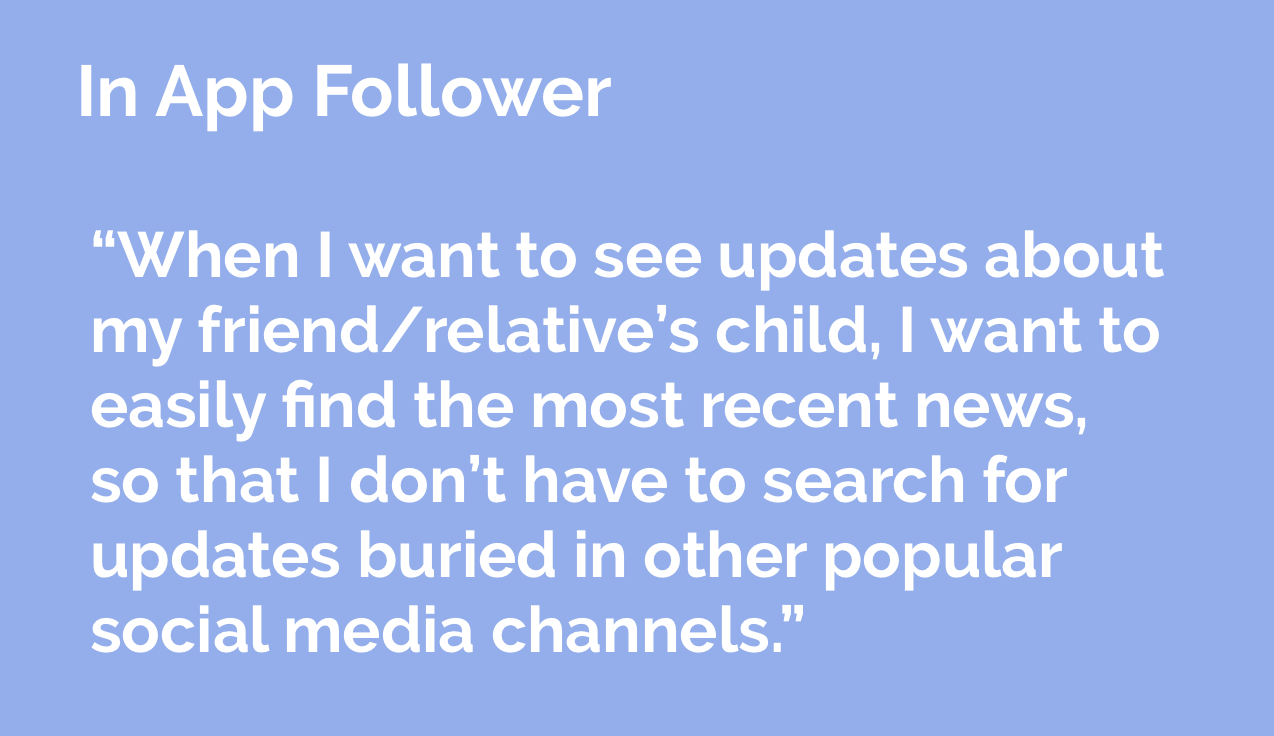 In App Follower
“When I want to see updates about
my friend/relative’s child, I want to
easily find the most recent news,
so that I don’t have to search for
updates buried in other popular
social media channels.”